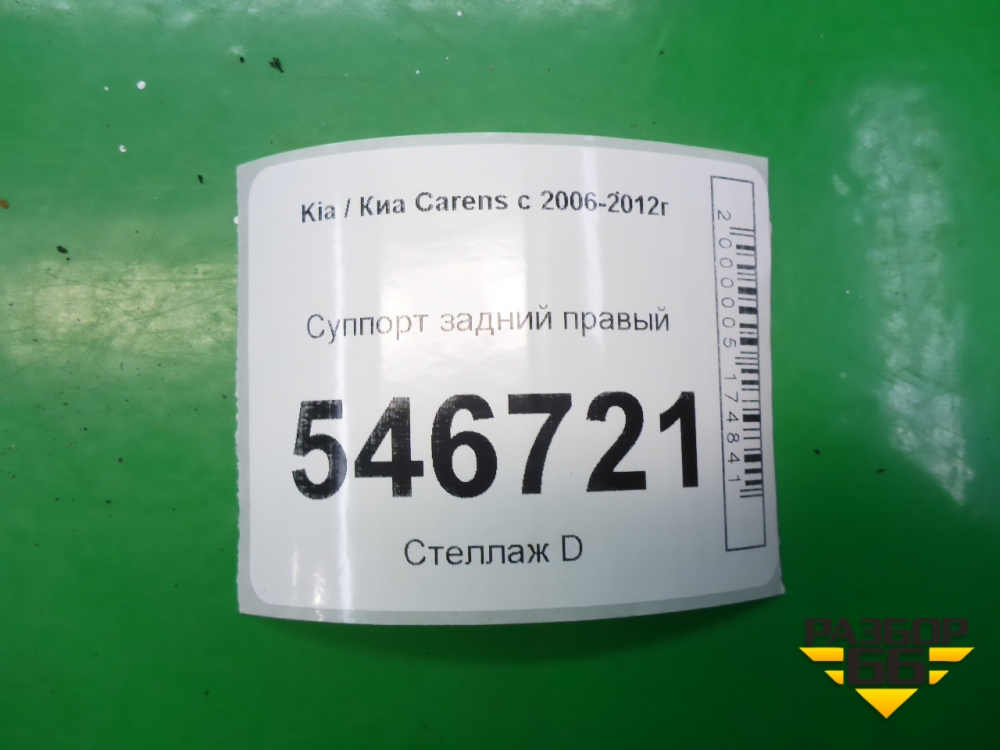 Kia / Киа Carens с 2006-2012г
Суппорт задний правый
546721
Стеллаж D
2000005174841
РАЗБОР
66